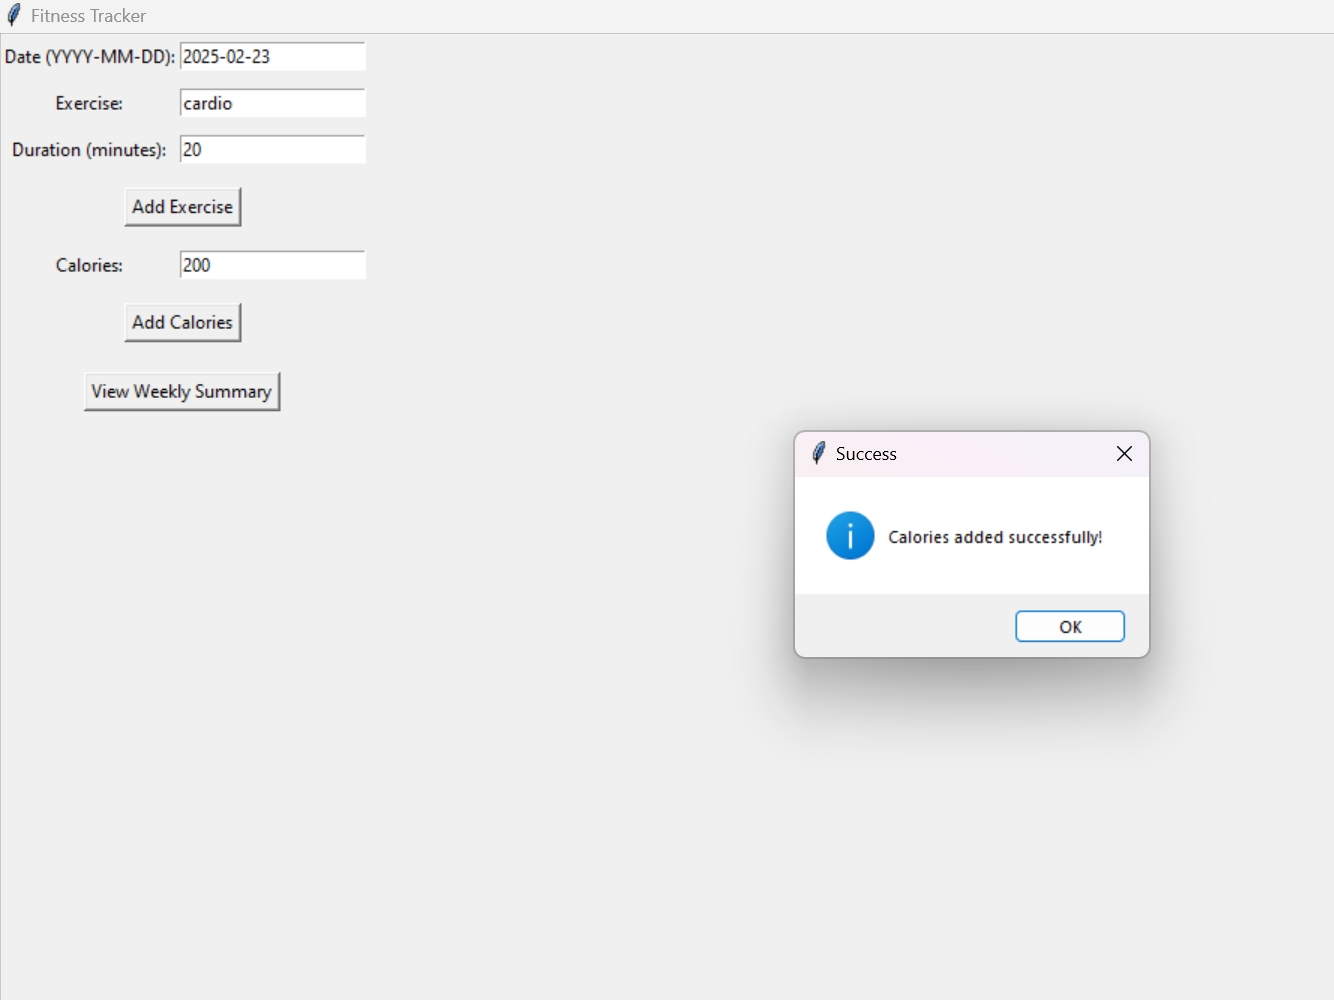 Fitness Tracker
Date (YYYY-MM-DD): 2025-02-23
Exercise: cardio
Duration (minutes): 20
Add Exercise
Calories: 200
Add Calories
View Weekly Summary
Success
Calories added successfully!
OK